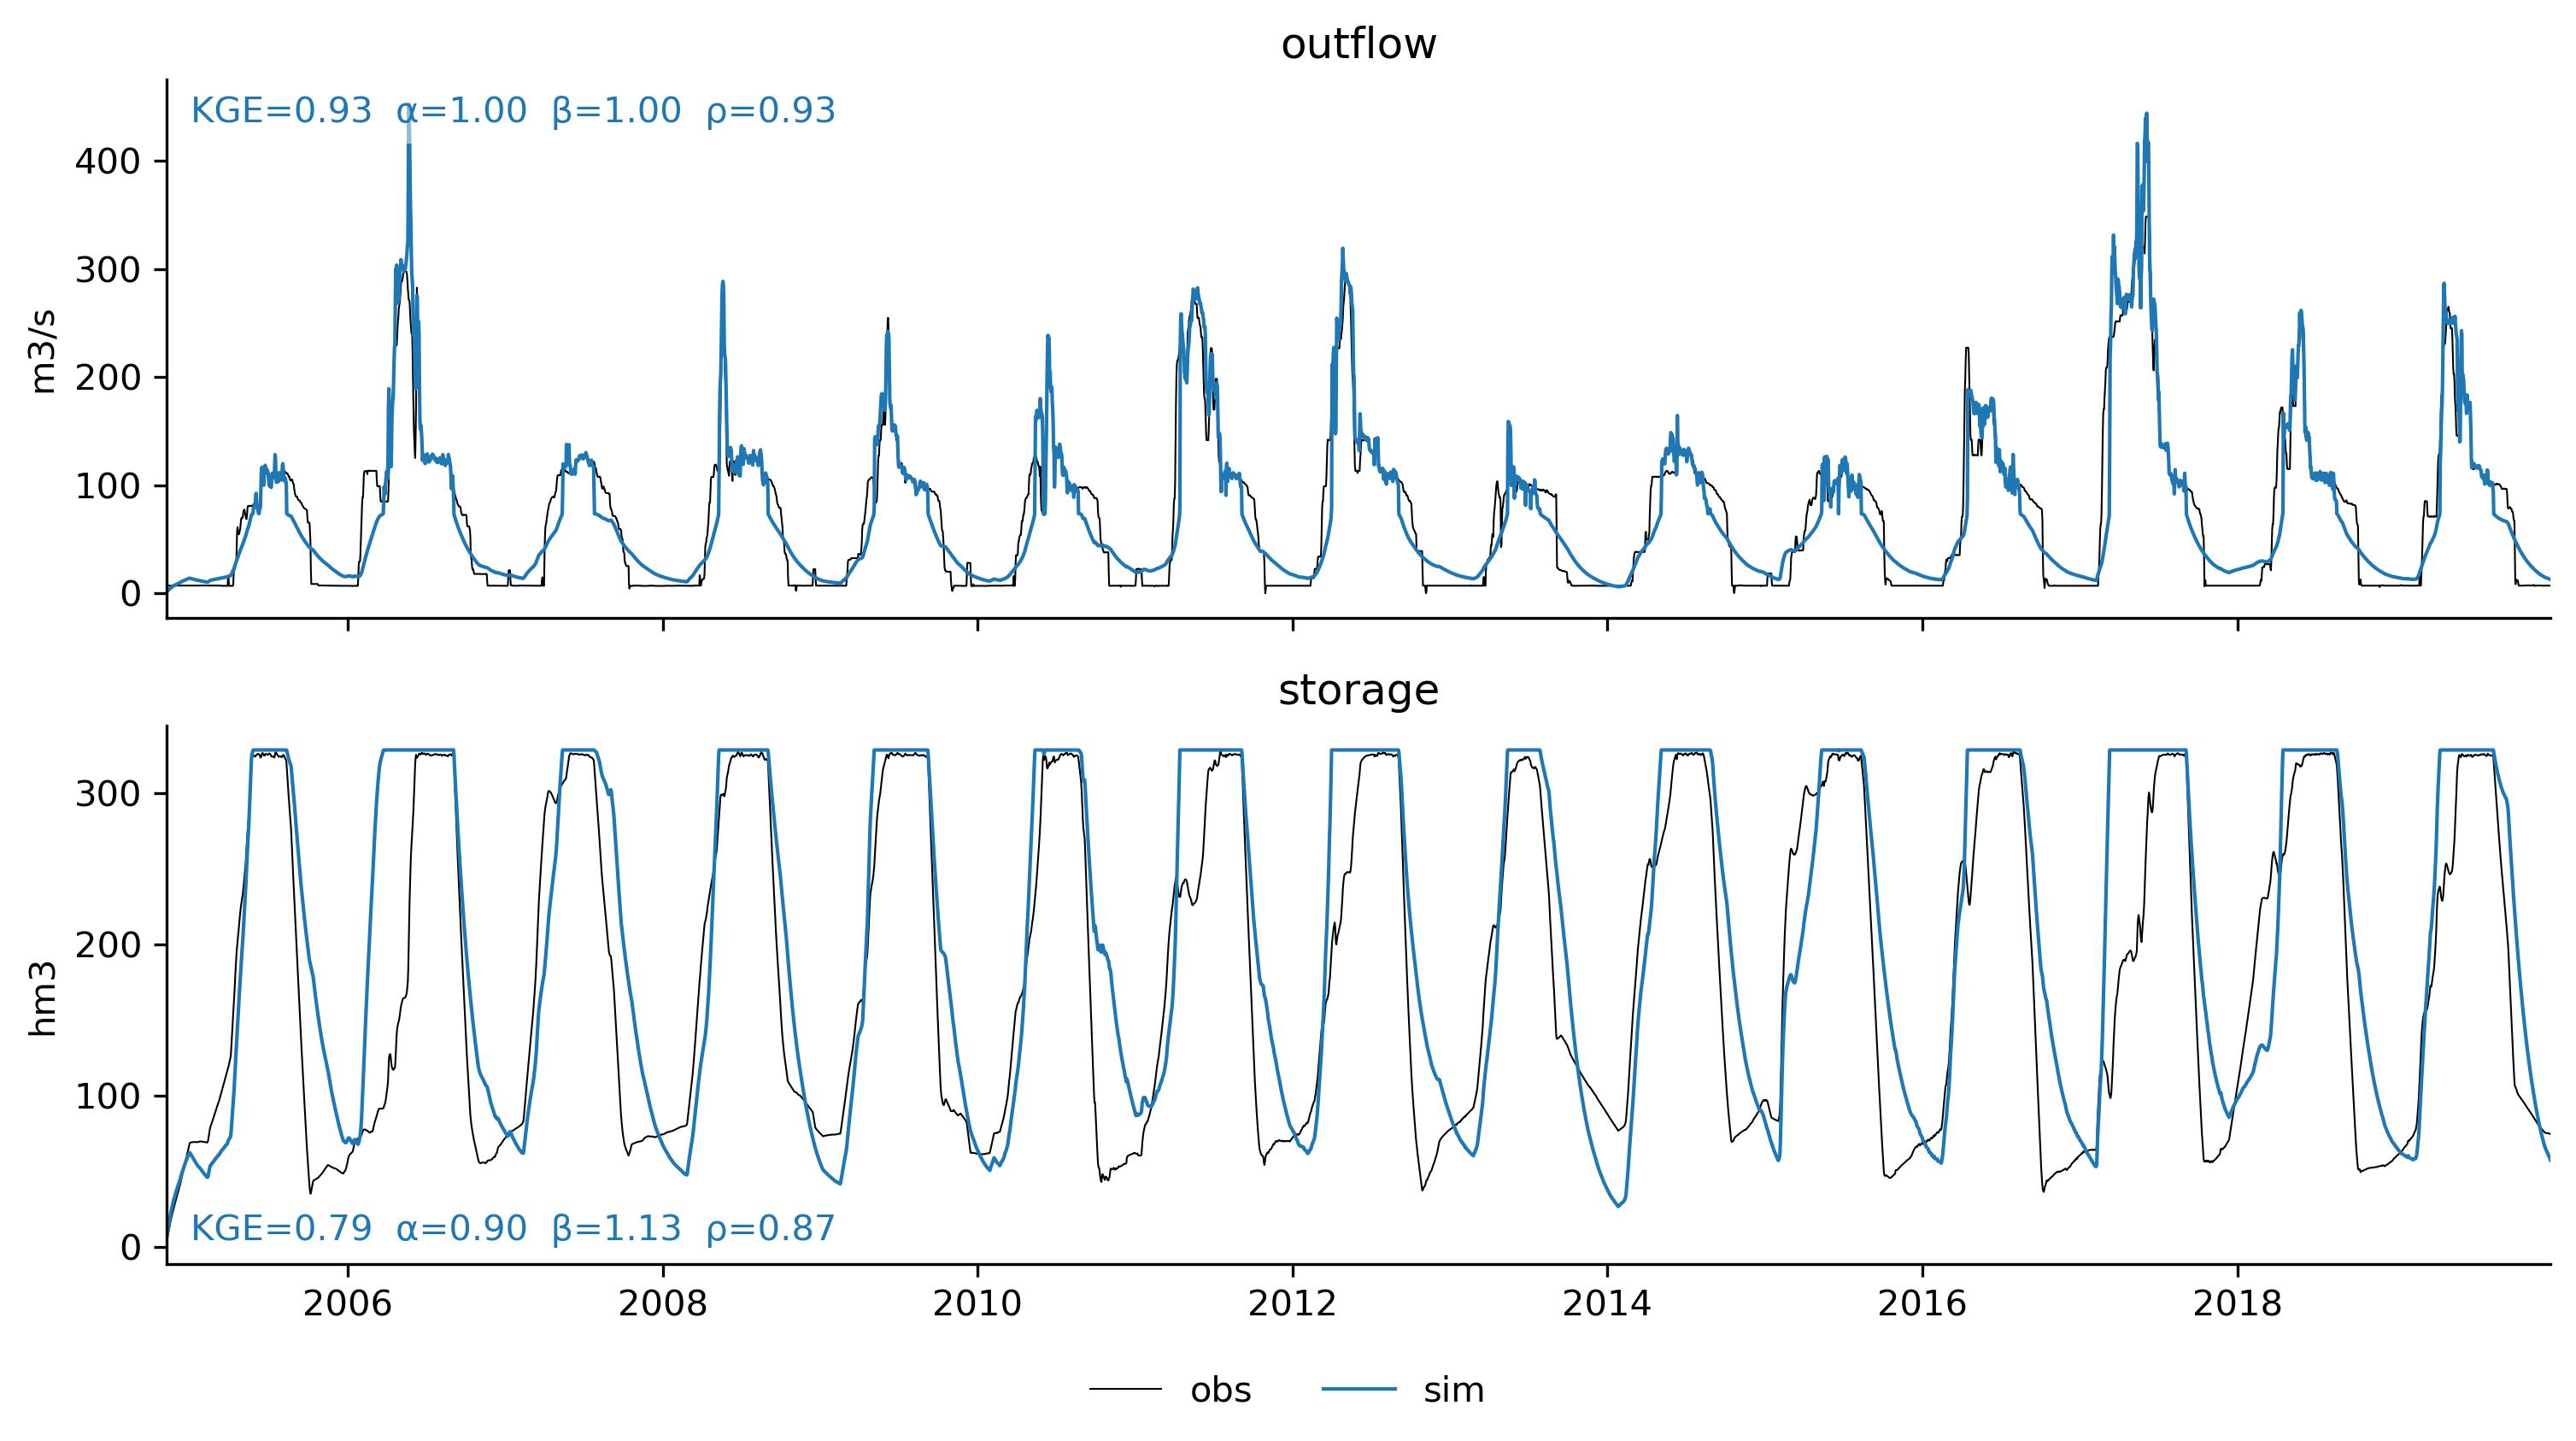 outflow
KGE=0.93 α=1.00 β=1.00 ρ=0.93
400
300
200
100
0
m3/s
storage
300
200
100
0
hm3
KGE=0.79 α=0.90 β=1.13 ρ=0.87
2006 2008 2010 2012 2014 2016 2018
obs sim